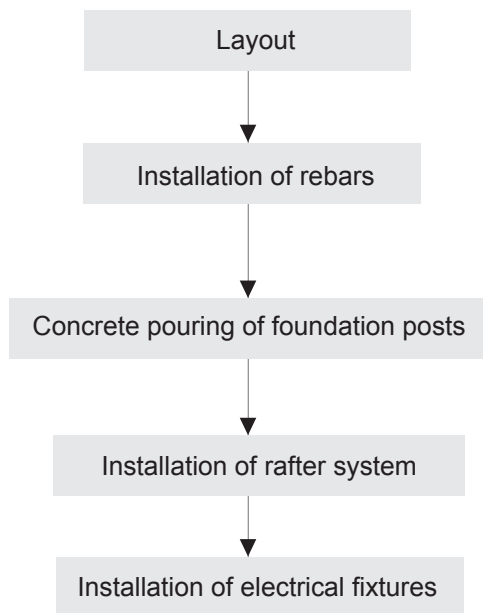 Layout
Installation of rebars
Concrete pouring of foundation posts
Installation of rafter system
Installation of electrical fixtures